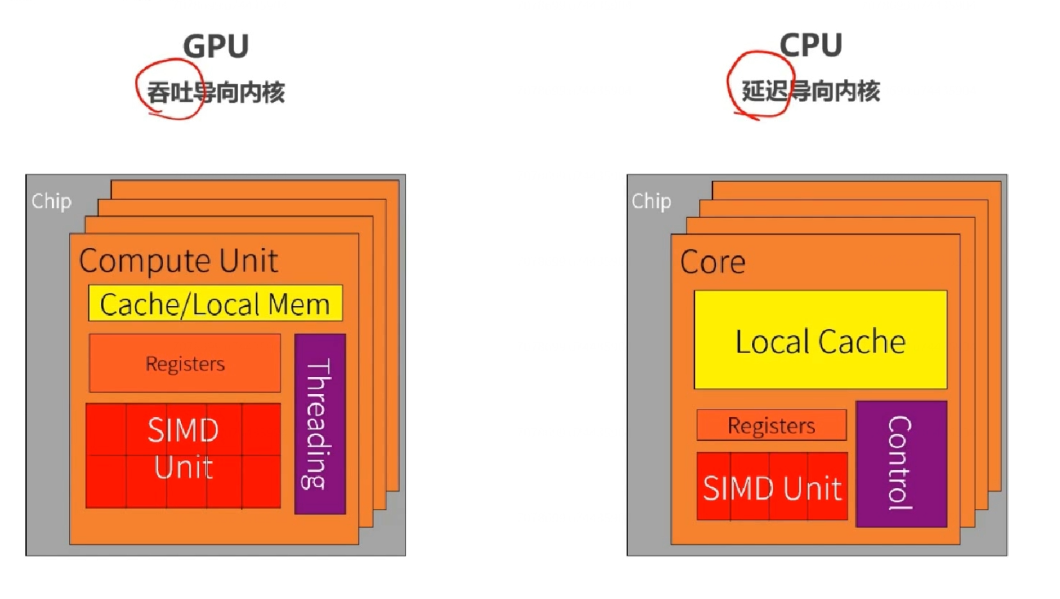 GPU
吞吐导向内核
Chip
Compute Unit
Cache/Local Mem
Registers
Threading
SIMD
Unit
CPU
延迟导向内核
Chip
Core
Local Cache
Registers
Control
SIMD Unit